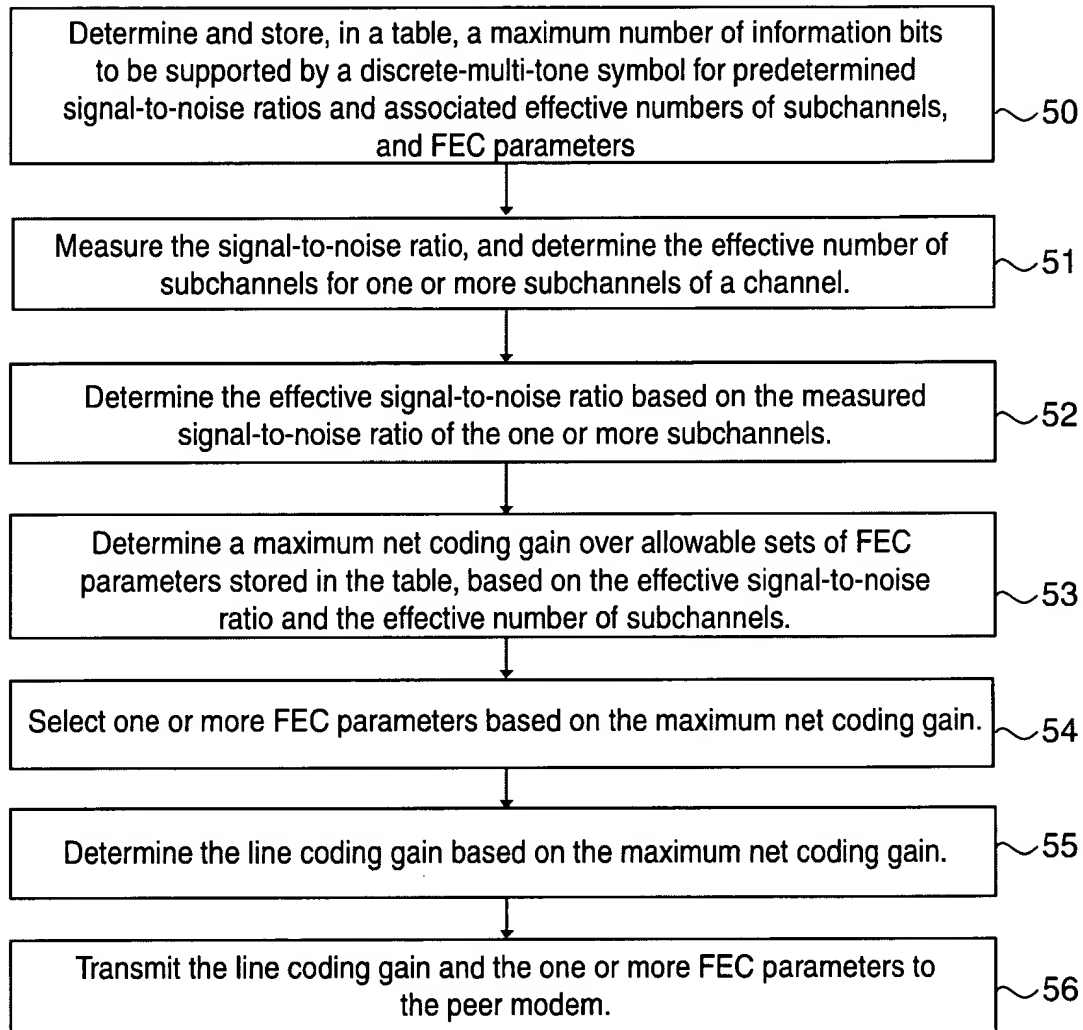 Determine and store, in a table, a maximum number of information bits
to be supported by a discrete-multi-tone symbol for predetermined
signal-to-noise ratios and associated effective numbers of subchannels,
and FEC parameters
50
Measure the signal-to-noise ratio, and determine the effective number of
subchannels for one or more subchannels of a channel.
51
Determine the effective signal-to-noise ratio based on the measured
signal-to-noise ratio of the one or more subchannels.
52
Determine a maximum net coding gain over allowable sets of FEC
parameters stored in the table, based on the effective signal-to-noise
ratio and the effective number of subchannels.
53
Select one or more FEC parameters based on the maximum net coding gain.
54
Determine the line coding gain based on the maximum net coding gain.
55
Transmit the line coding gain and the one or more FEC parameters to
the peer modem.
56